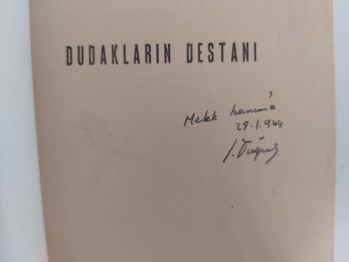 DUDAKLARIN DESTANI
Melek hanıma
29.1.944